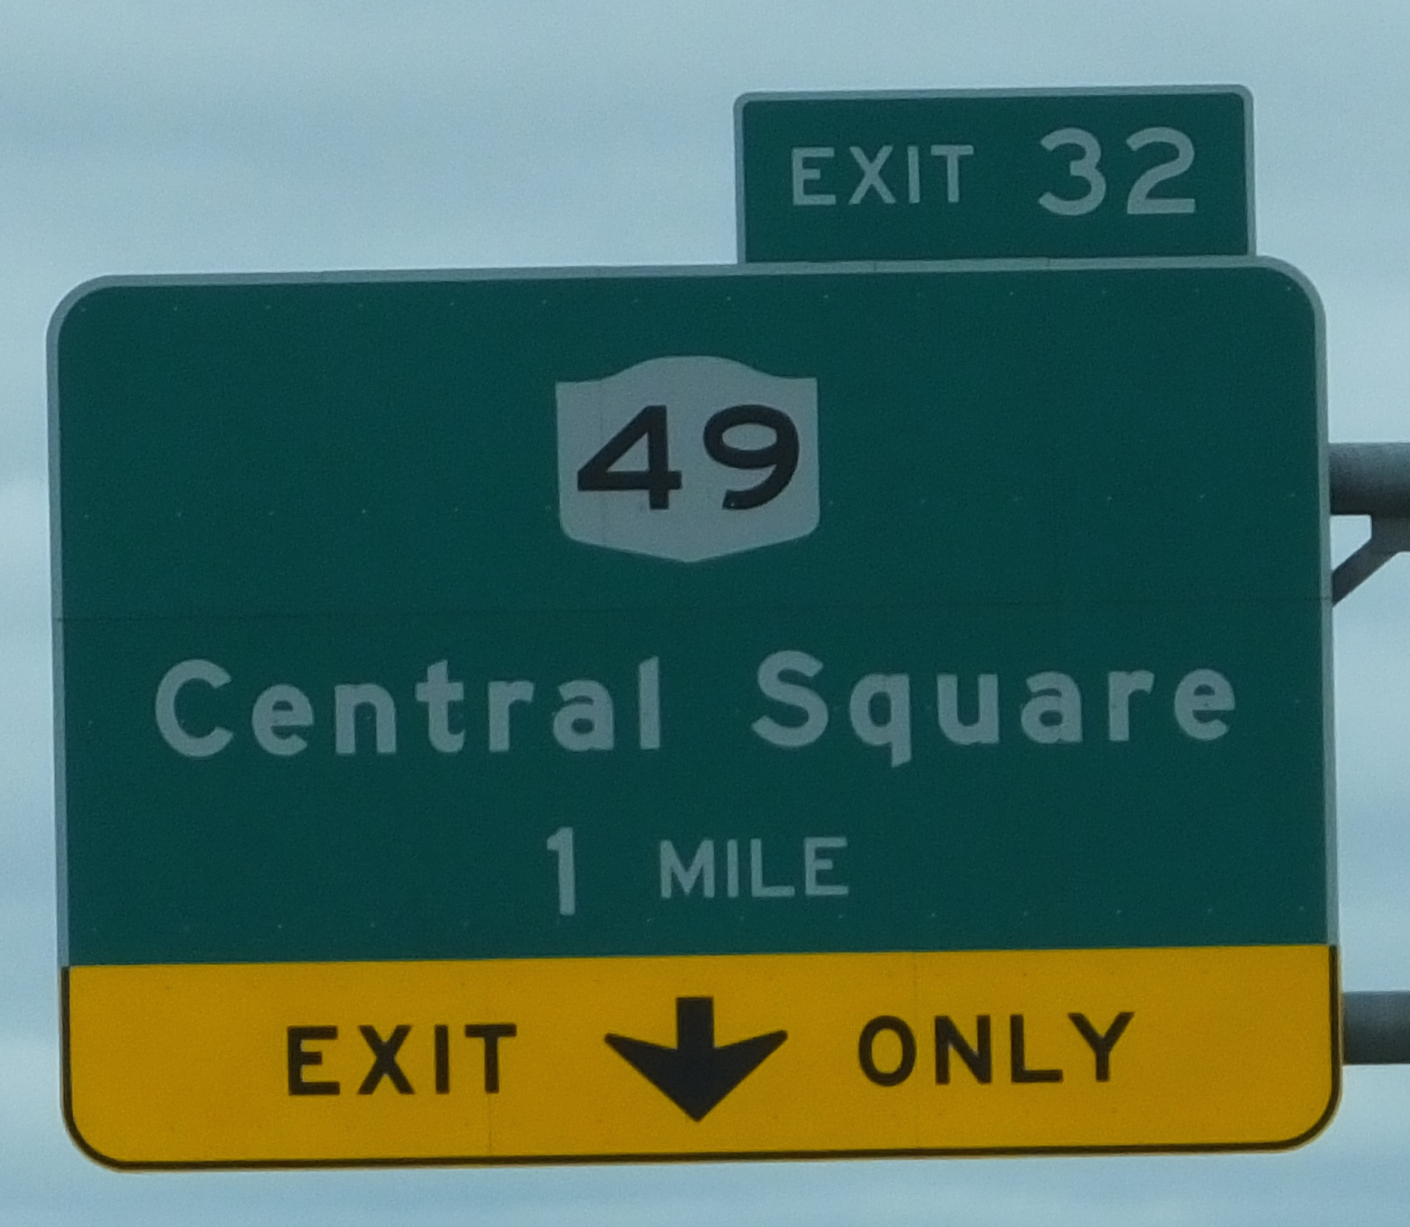 EXIT 32
49
Central Square
1 MILE
EXIT ONLY